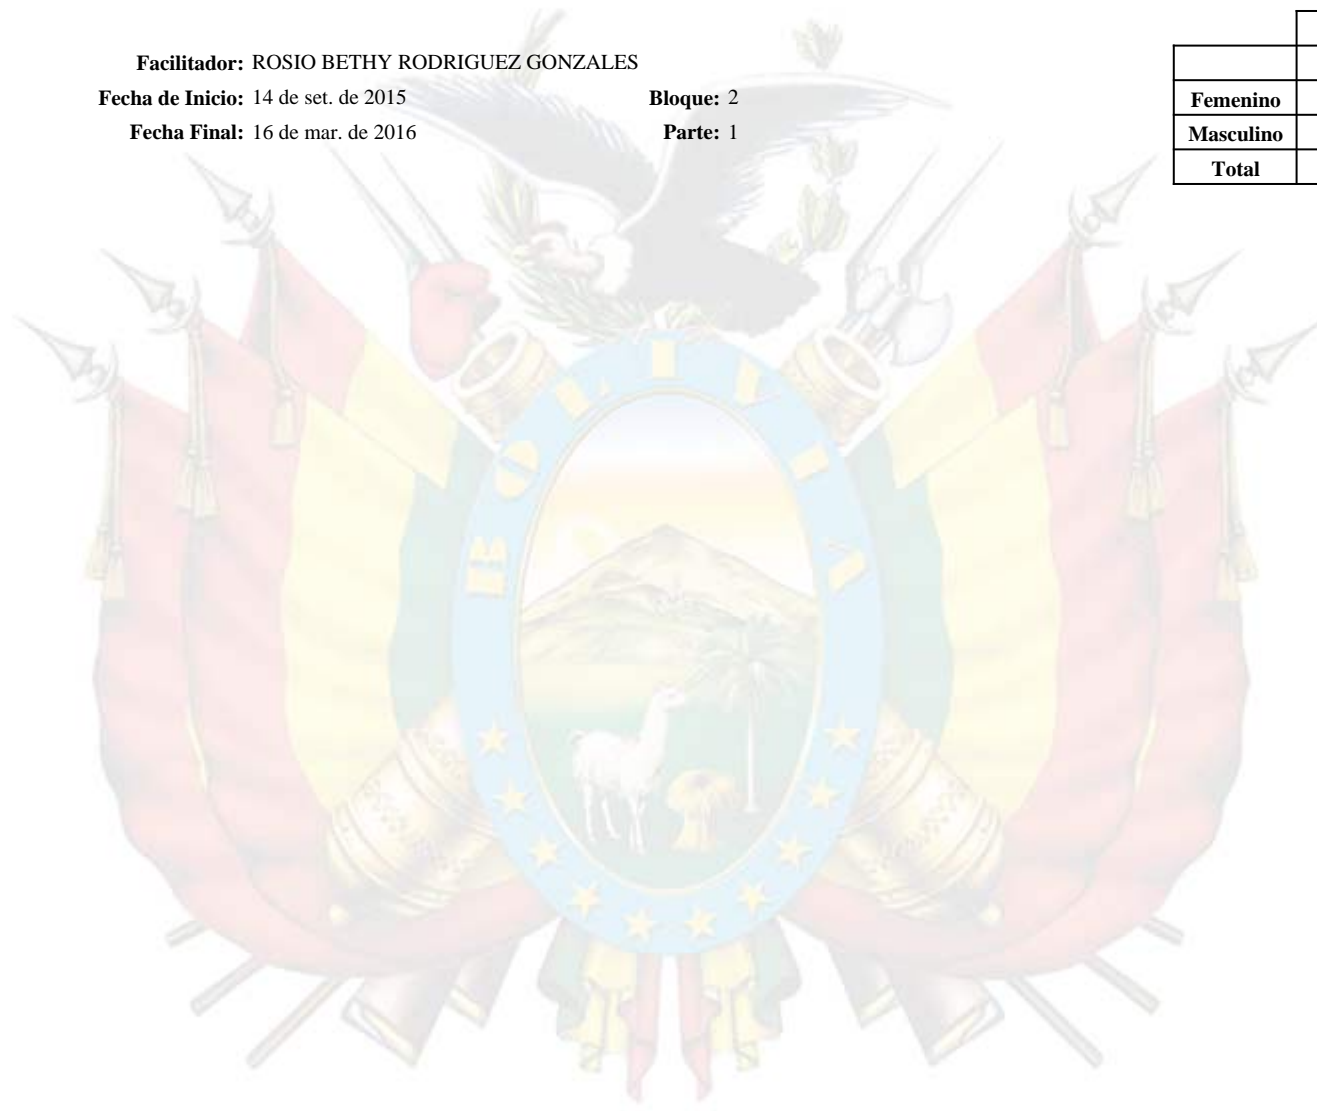 Facilitador: ROSIO BETHY RODRIGUEZ GONZALES
Fecha de Inicio: 14 de set. de 2015 Bloque: 2
Fecha Final: 16 de mar. de 2016 Parte: 1
Femenino
Masculino
Total
BOLIVIA